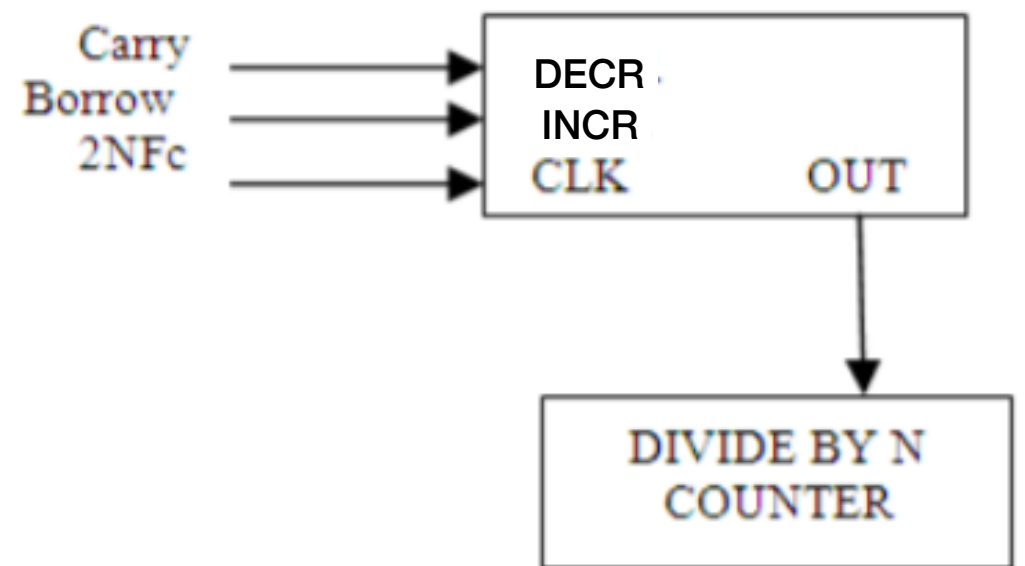 Carry
Borrow
2NFc
DECR
INCR
CLK OUT
DIVIDE BY N
COUNTER